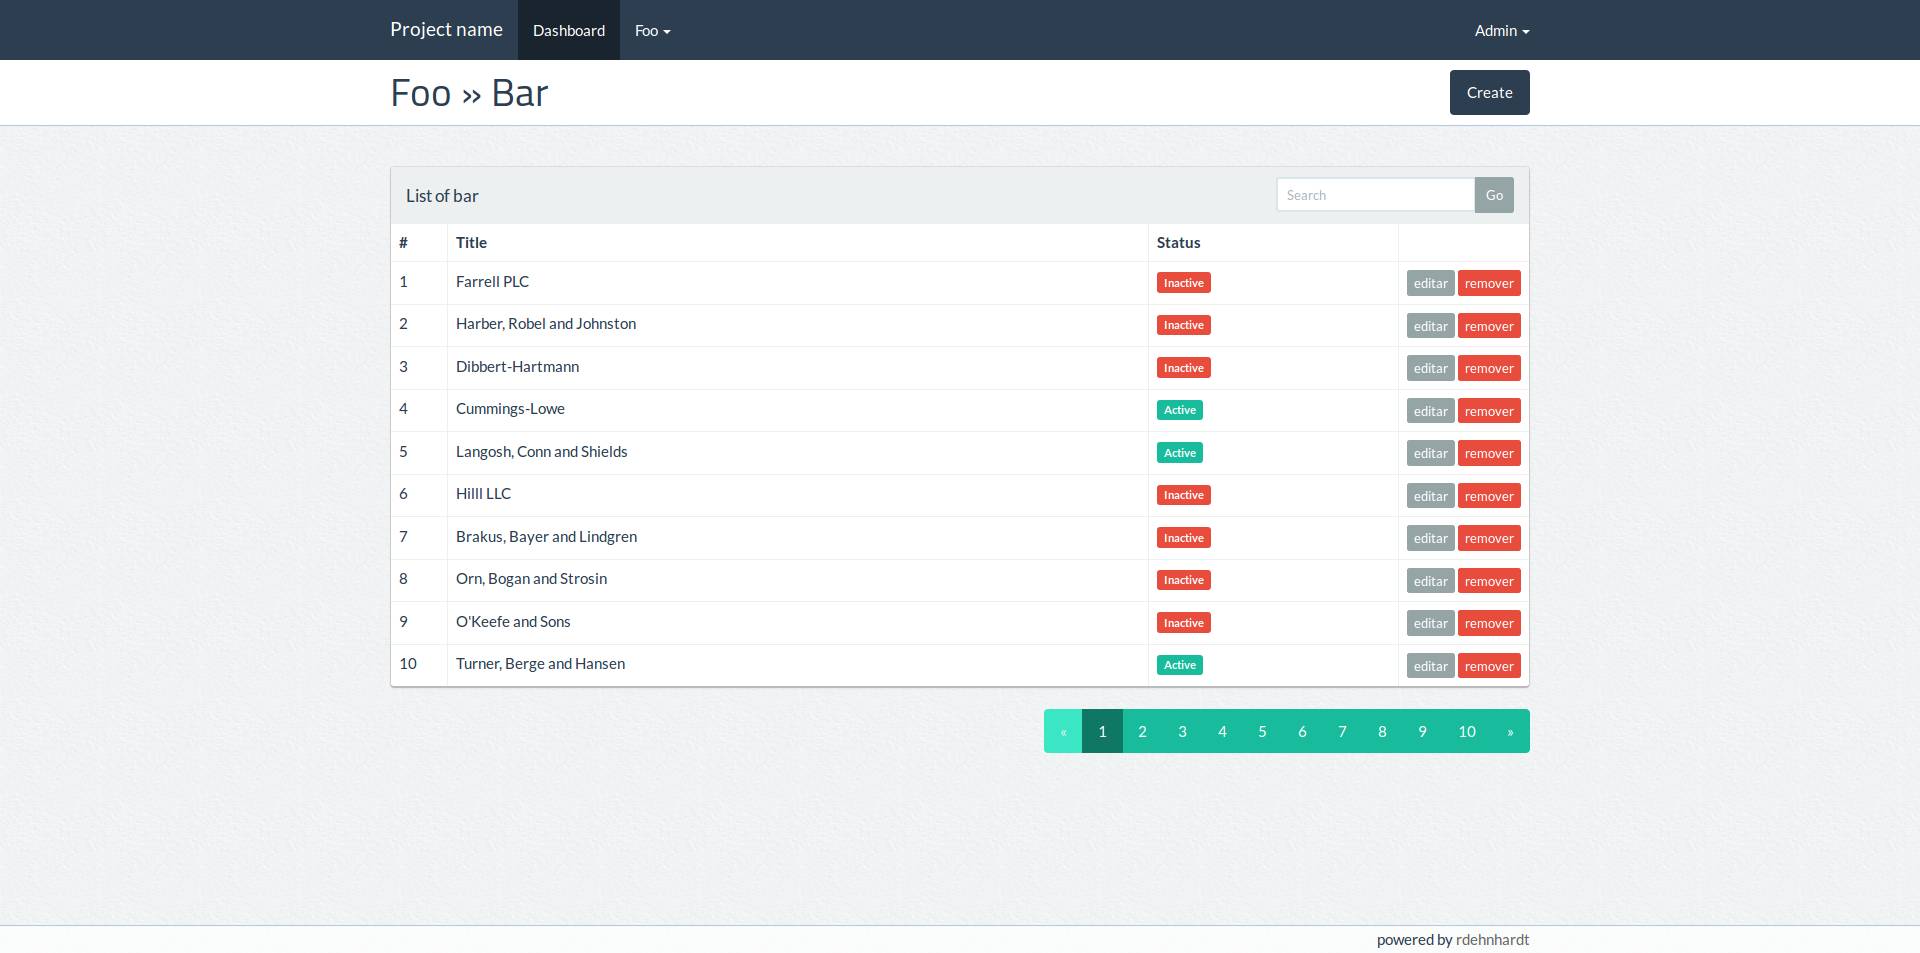 Project name Dashboard Foo Admin
Foo » Bar Create
List of bar Search Go
# Title Status
1 Farrell PLC Inactive editar remover
2 Harber, Robel and Johnston Inactive editar remover
3 Dibbert-Hartmann Inactive editar remover
4 Cummings-Lowe Active editar remover
5 Langosh, Conn and Shields Active editar remover
6 Hilll LLC Inactive editar remover
7 Brakus, Bayer and Lindgren Inactive editar remover
8 Orn, Bogan and Strosin Inactive editar remover
9 O'Keefe and Sons Inactive editar remover
10 Turner, Berge and Hansen Active editar remover
« 1 2 3 4 5 6 7 8 9 10 »
powered by rdehnhardt